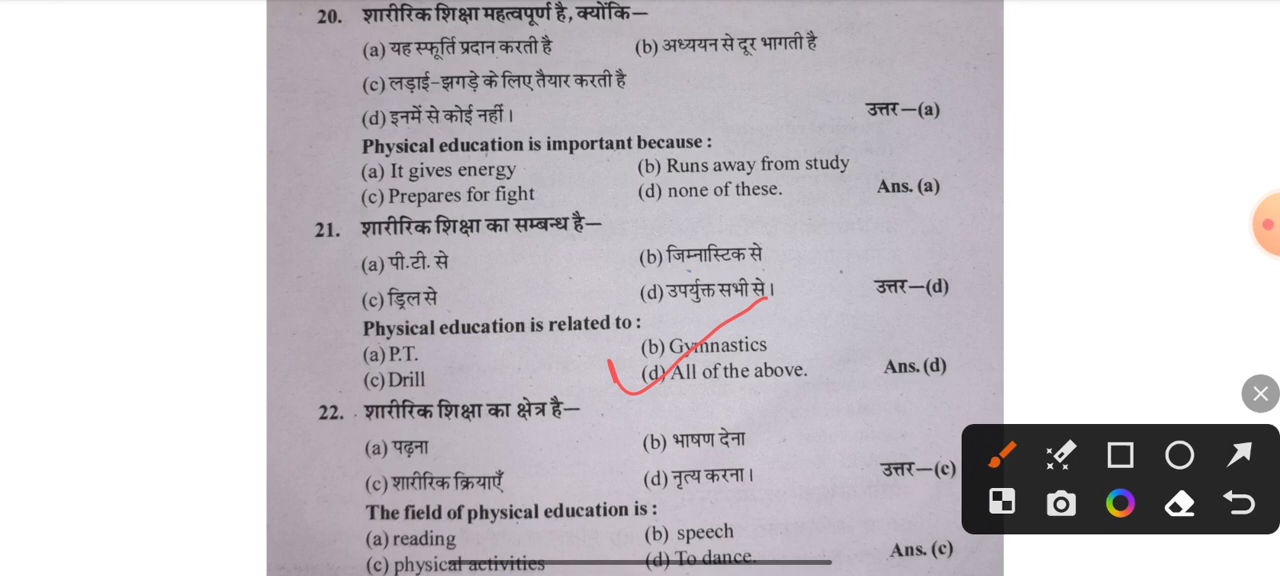 20. शारीरिक शिक्षा महत्वपूर्ण है, क्योंकि—
(a) यह स्फूर्ति प्रदान करती है (b) अध्ययन से दूर भागती है
(c) लड़ाई-झगड़े के लिए तैयार करती है
(d) इनमें से कोई नहीं। उत्तर—(a)
Physical education is important because :
(a) It gives energy (b) Runs away from study
(c) Prepares for fight (d) none of these. Ans. (a)
21. शारीरिक शिक्षा का सम्बन्ध है—
(a) पी.टी. से (b) जिम्नास्टिक से
(c) ड्रिल से (d) उपर्युक्त सभी से। उत्तर—(d)
Physical education is related to :
(a) P.T. (b) Gymnastics
(c) Drill (d) All of the above. Ans. (d)
22. शारीरिक शिक्षा का क्षेत्र है—
(a) पढ़ना (b) भाषण देना
(c) शारीरिक क्रियाएँ (d) नृत्य करना। उत्तर—(c)
The field of physical education is :
(a) reading (b) speech
(c) physical activities (d) To dance. Ans. (c)